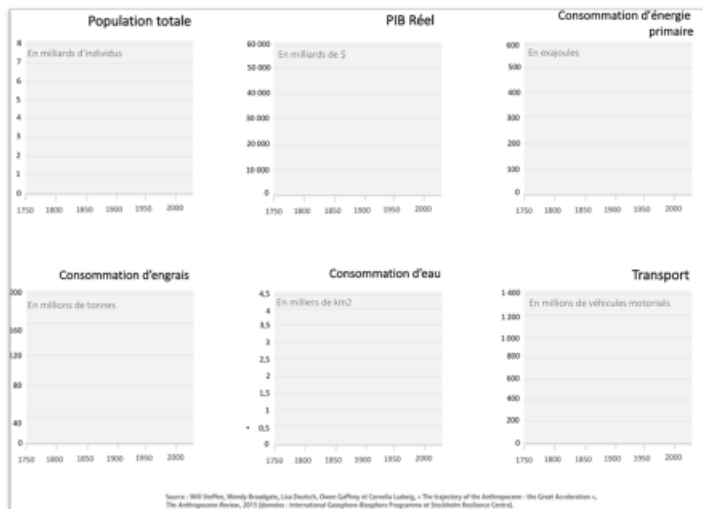 Population totale
En milliards d'individus
8
7
6
5
4
3
2
1
0
1750 1800 1850 1900 1950 2000
PIB Réel
En milliards de $
60 000
50 000
40 000
30 000
20 000
10 000
0
1750 1800 1850 1900 1950 2000
Consommation d'énergie
primaire
En exajoules
600
500
400
300
200
100
0
1750 1800 1850 1900 1950 2000
Consommation d'engrais
En millions de tonnes
200
160
120
80
40
0
1750 1800 1850 1900 1950 2000
Consommation d'eau
En milliers de km2
4,5
4
3,5
3
2,5
2
1,5
1
0,5
0
1750 1800 1850 1900 1950 2000
Transport
En millions de véhicules motorisés
1 400
1 200
1 000
800
600
400
200
0
1750 1800 1850 1900 1950 2000
Source : Will Steffen, Wendy Broadgate, Lisa Deutsch, Owen Gaffney et Cornelia Ludwig, « The trajectory of the Anthropocene : the Great Acceleration »,
The Anthropocene Review, 2015 (données : International Geosphere-Biosphere Programme et Stockholm Resilience Centre).